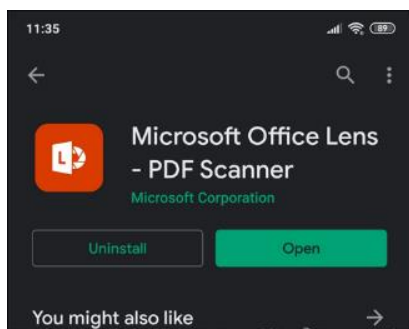 11:35
89
Microsoft Office Lens
- PDF Scanner
Microsoft Corporation
L
Uninstall
Open
You might also like